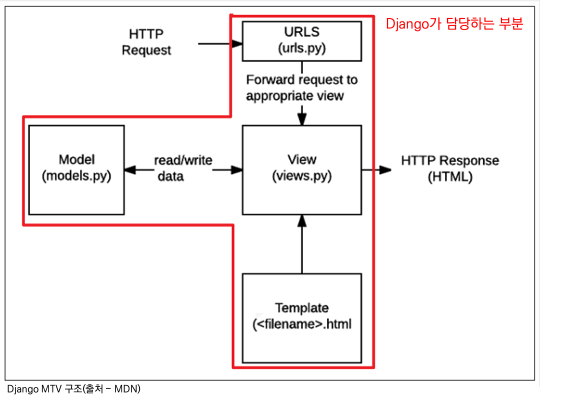 Django가 담당하는 부분
HTTP
Request
URLS
(urls.py)
Forward request to
appropriate view
Model
(models.py)
read/write
data
View
(views.py)
HTTP Response
(HTML)
Template
(<filename>.html
Django MTV 구조(출처 - MDN)